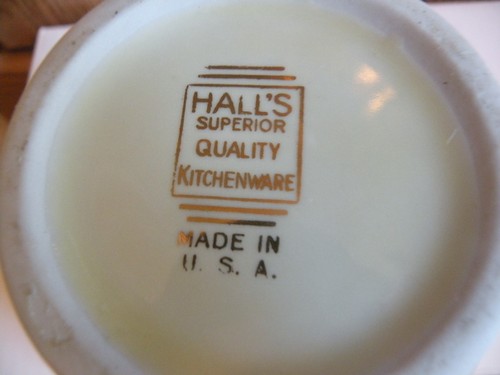 HALL'S
SUPERIOR
QUALITY
KITCHENWARE
MADE IN
U. S. A.